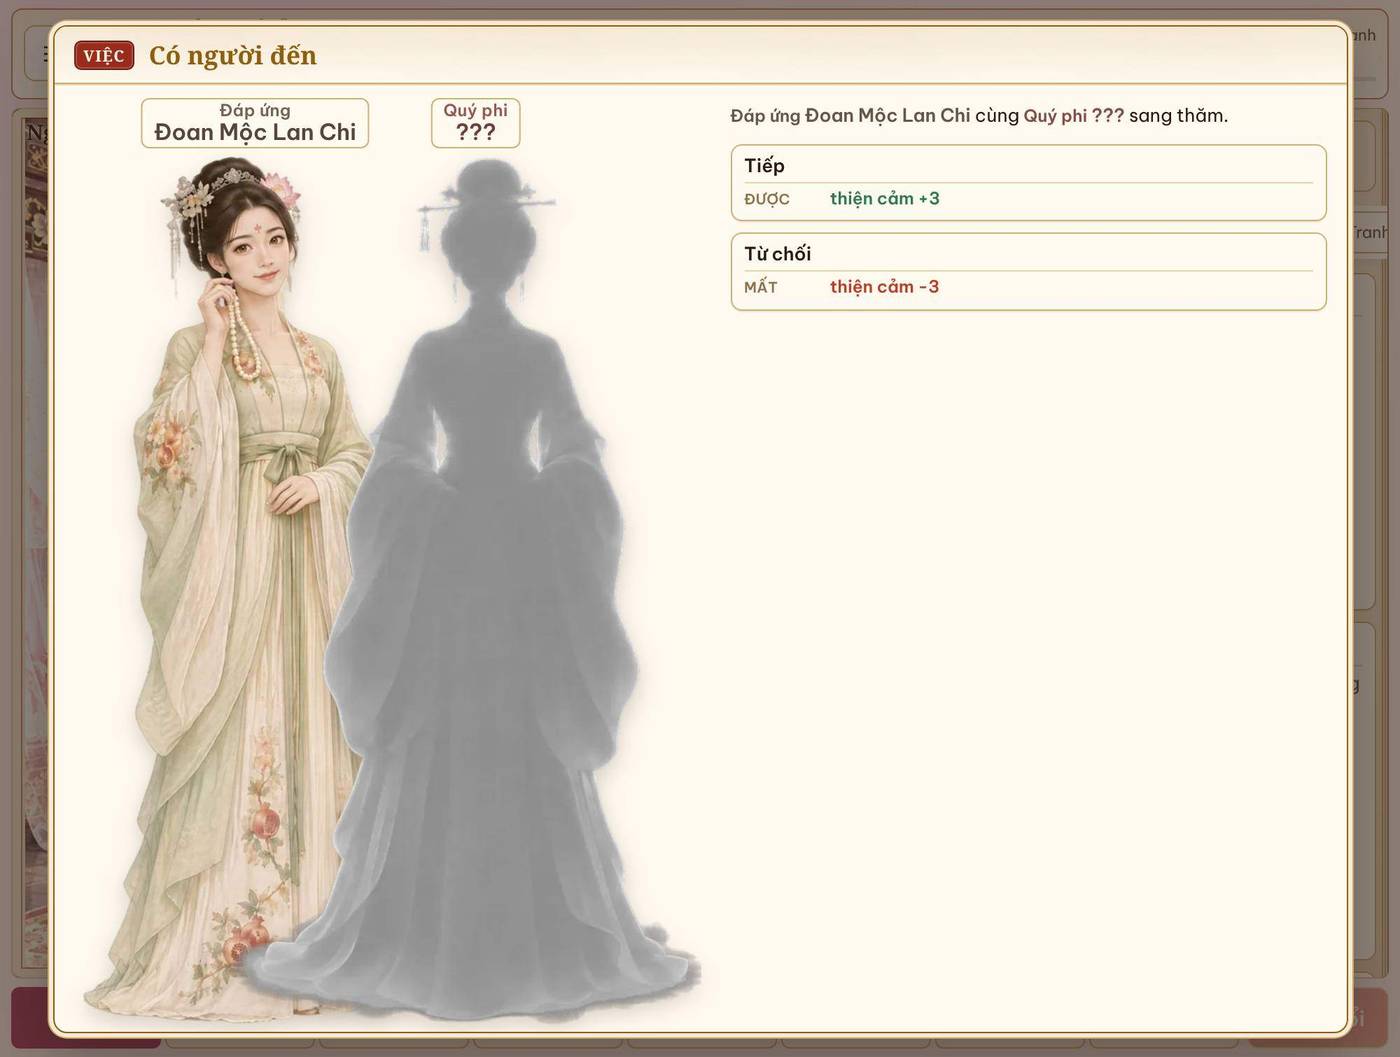 VIỆC Có người đến
Đáp ứng
Đoan Mộc Lan Chi
Quý phi
???
Đáp ứng Đoan Mộc Lan Chi cùng Quý phi ??? sang thăm.
Tiếp
ĐƯỢC thiện cảm +3
Từ chối
MẤT thiện cảm -3